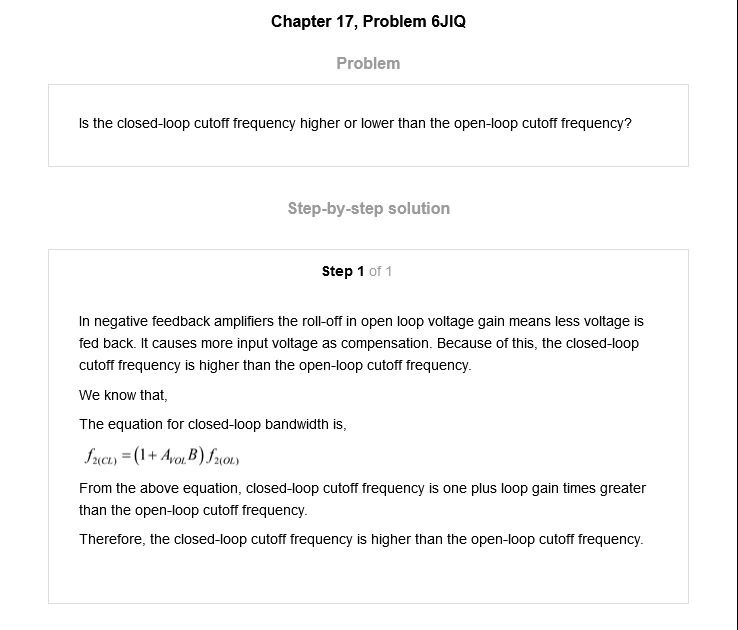 Chapter 17, Problem 6JIQ
Problem
Is the closed-loop cutoff frequency higher or lower than the open-loop cutoff frequency?
Step-by-step solution
Step 1 of 1
In negative feedback amplifiers the roll-off in open loop voltage gain means less voltage is
fed back. It causes more input voltage as compensation. Because of this, the closed-loop
cutoff frequency is higher than the open-loop cutoff frequency.
We know that,
The equation for closed-loop bandwidth is,
f2(CL) = (1 + AVOL B) f2(OL)
From the above equation, closed-loop cutoff frequency is one plus loop gain times greater
than the open-loop cutoff frequency.
Therefore, the closed-loop cutoff frequency is higher than the open-loop cutoff frequency.